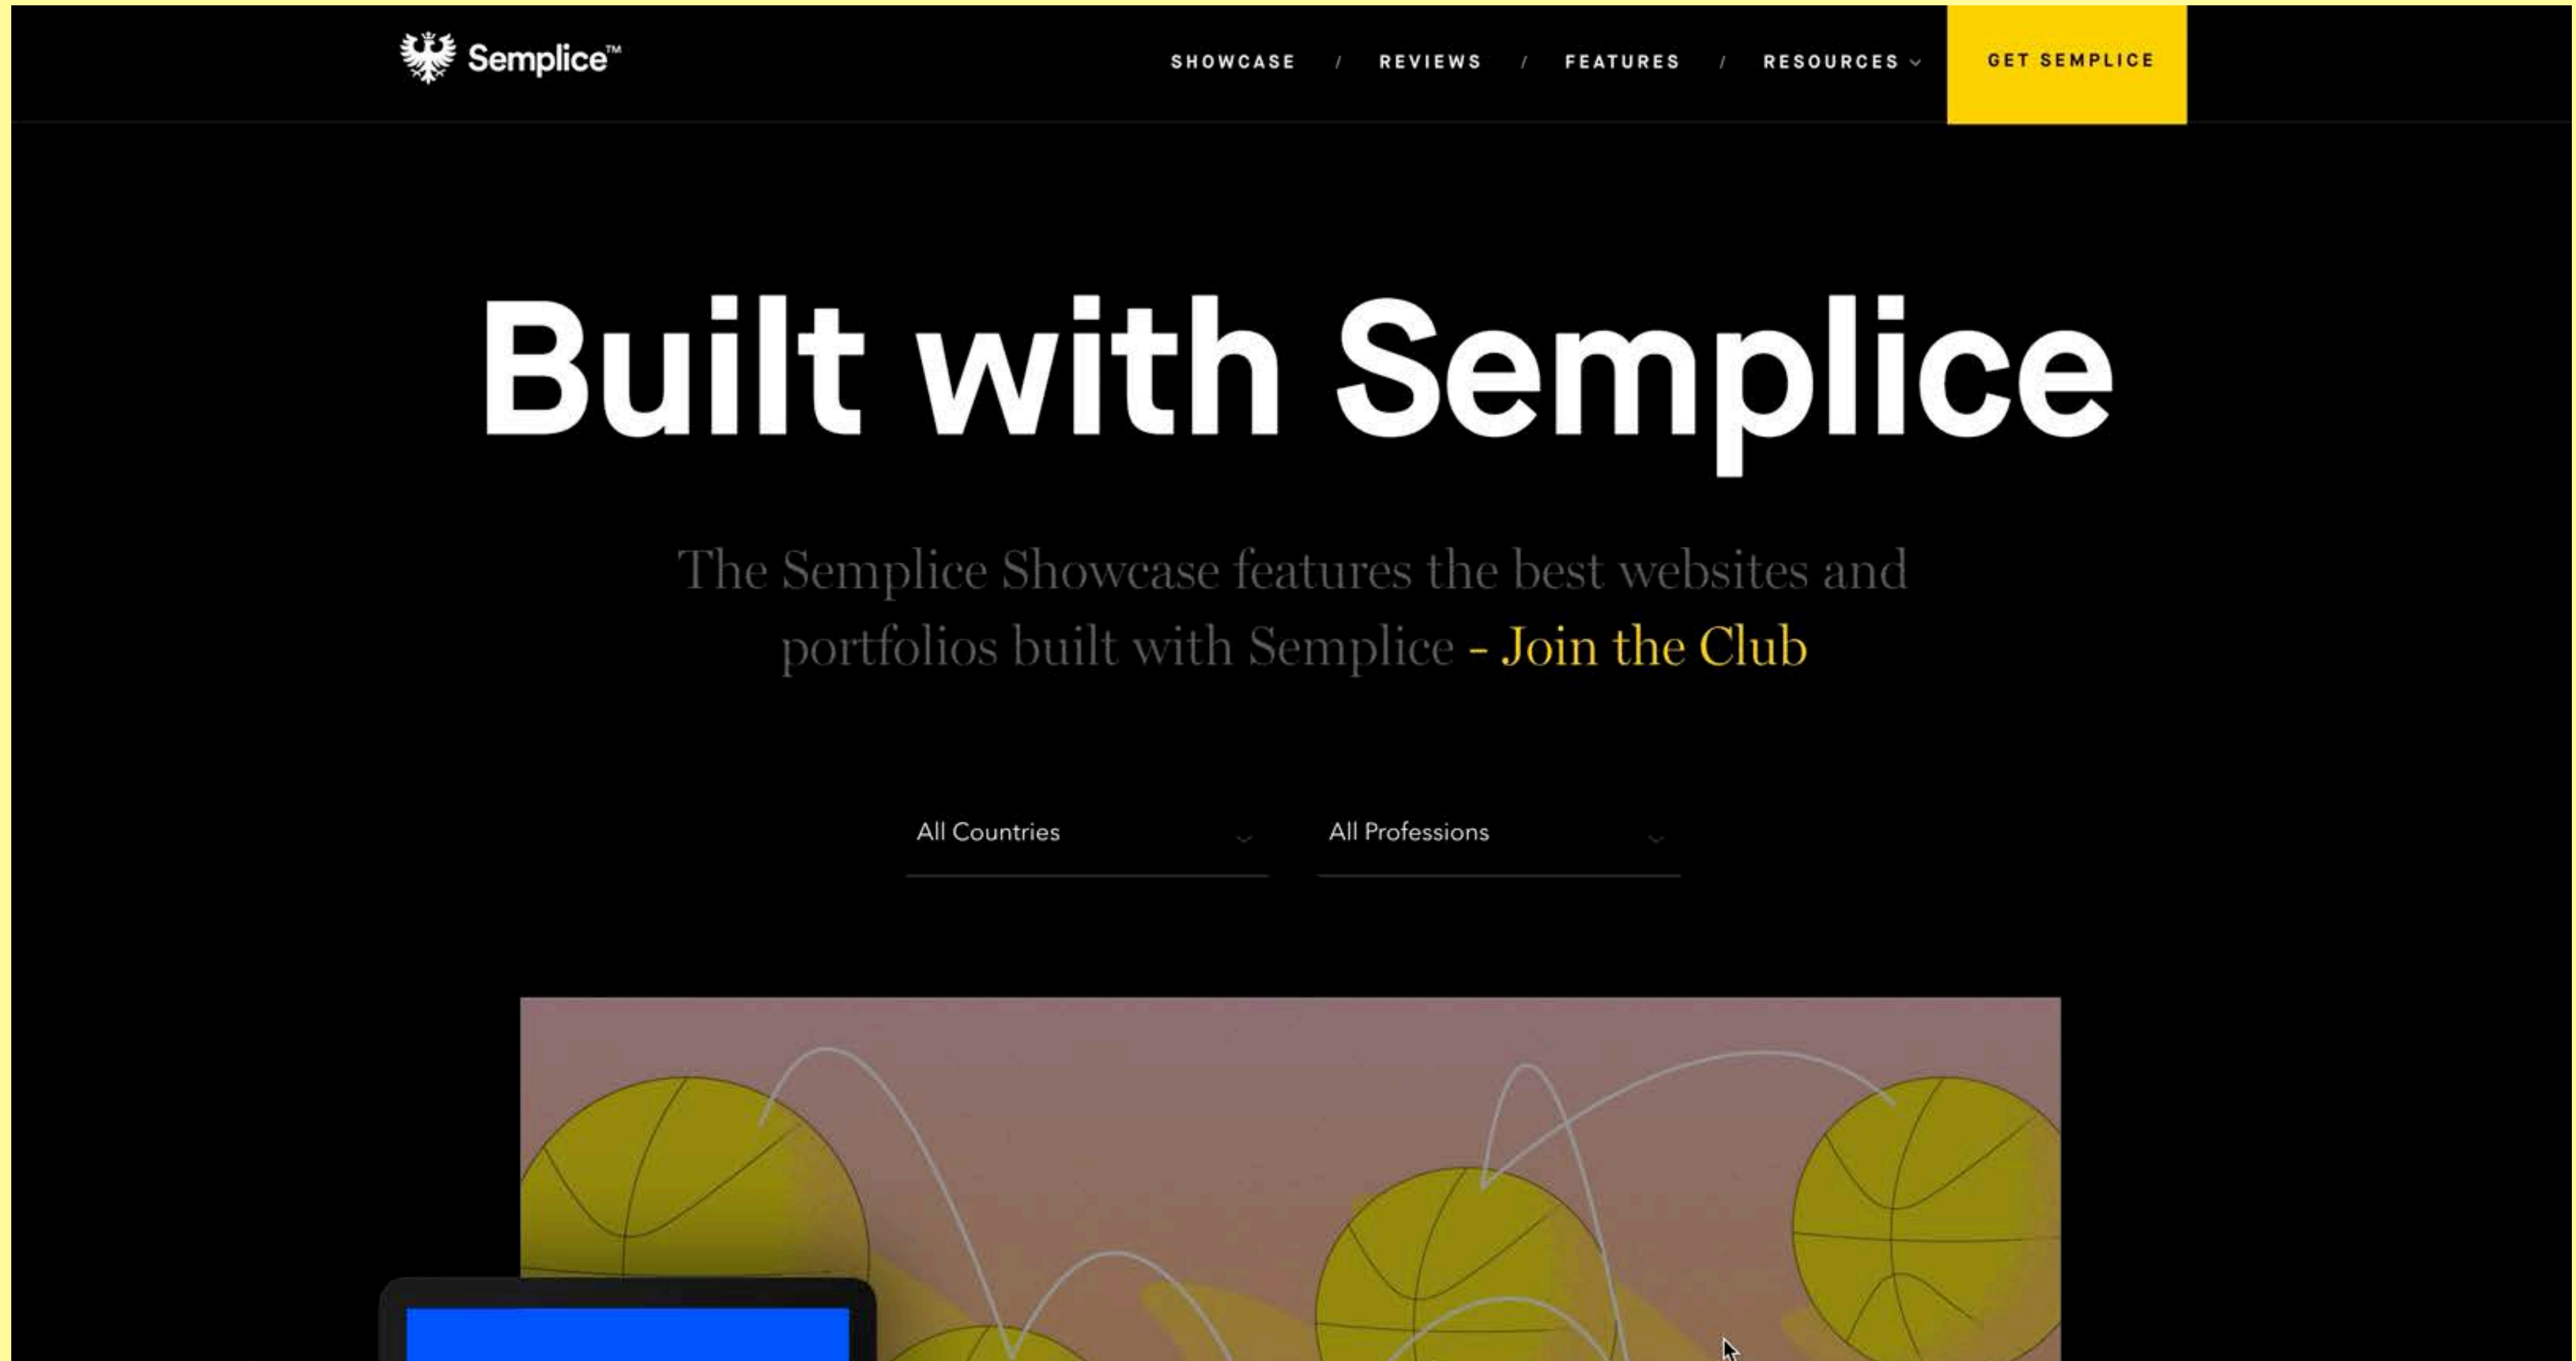 Semplice™
SHOWCASE / REVIEWS / FEATURES / RESOURCES
GET SEMPLICE
Built with Semplice
The Semplice Showcase features the best websites and
portfolios built with Semplice - Join the Club
All Countries
All Professions